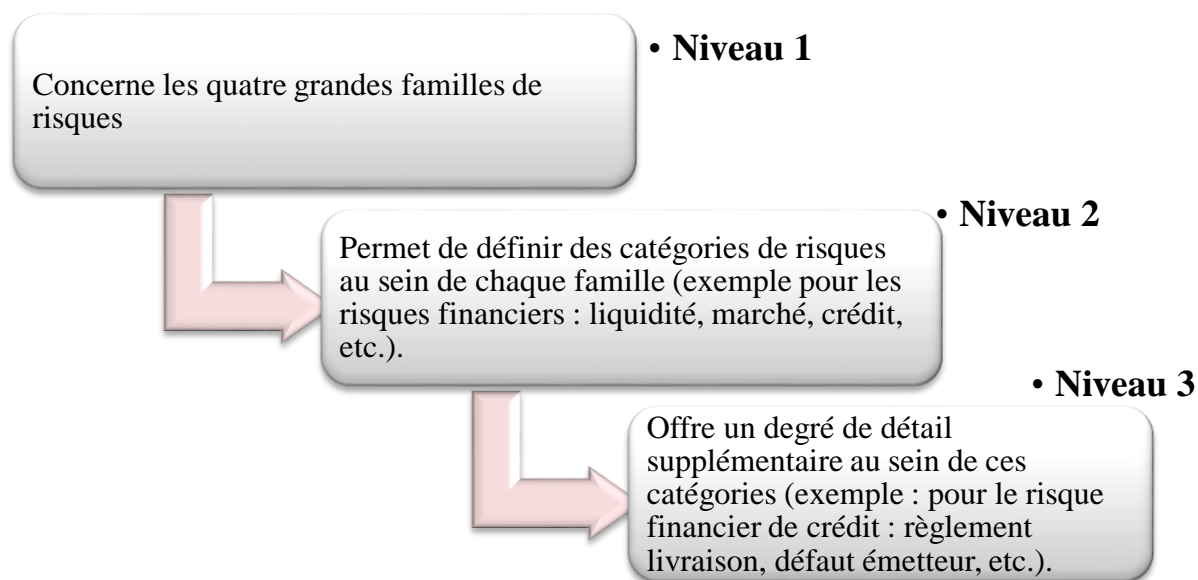 • Niveau 1
Concerne les quatre grandes familles de
risques
• Niveau 2
Permet de définir des catégories de risques
au sein de chaque famille (exemple pour les
risques financiers : liquidité, marché, crédit,
etc.).
• Niveau 3
Offre un degré de détail
supplémentaire au sein de ces
catégories (exemple : pour le risque
financier de crédit : règlement
livraison, défaut émetteur, etc.).